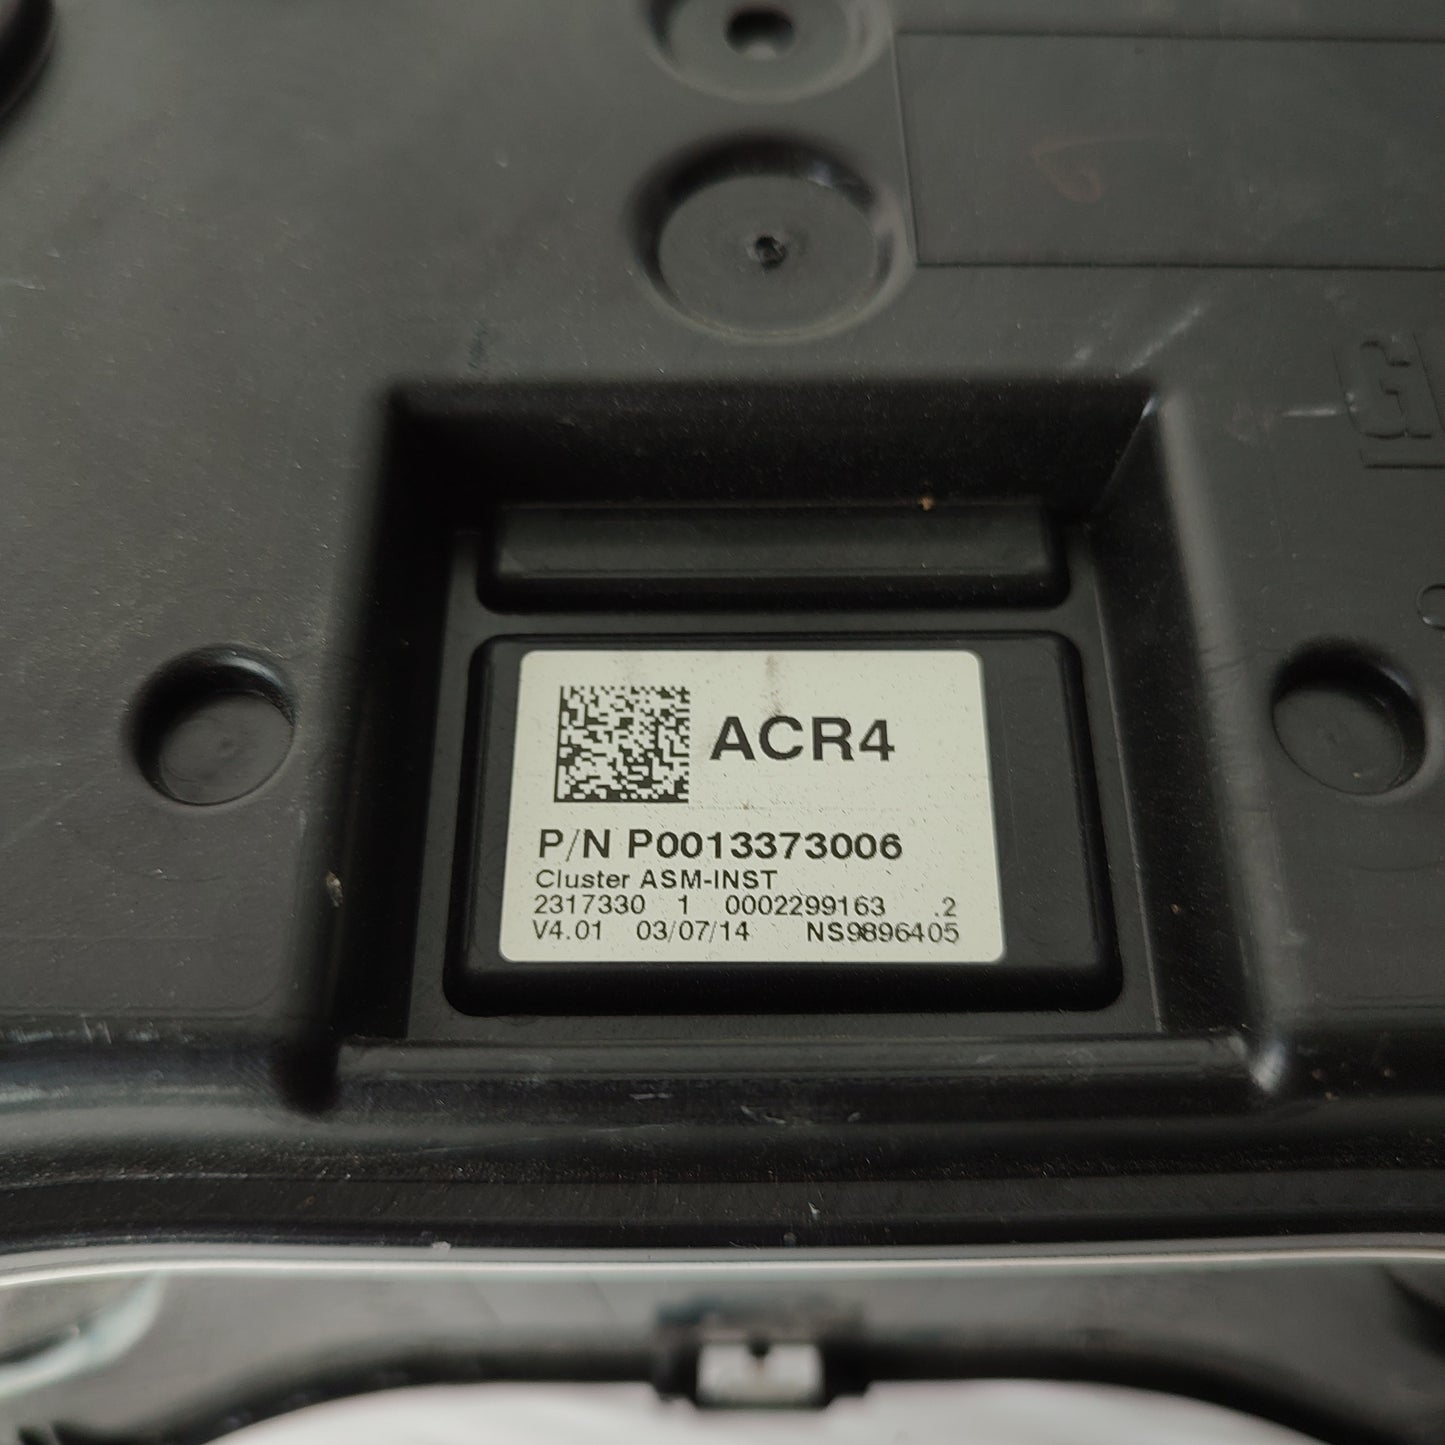 ACR4
P/N P0013373006
Cluster ASM-INST
2317330 1 0002299163 .2
V4.01 03/07/14 NS9896405